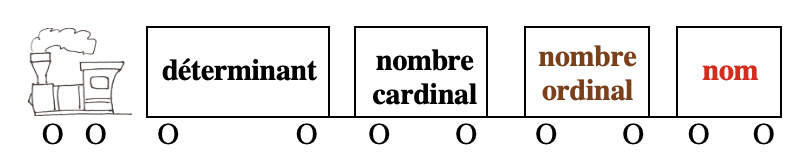 déterminant
nombre
cardinal
nombre
ordinal
nom
O O O O O O O O O O